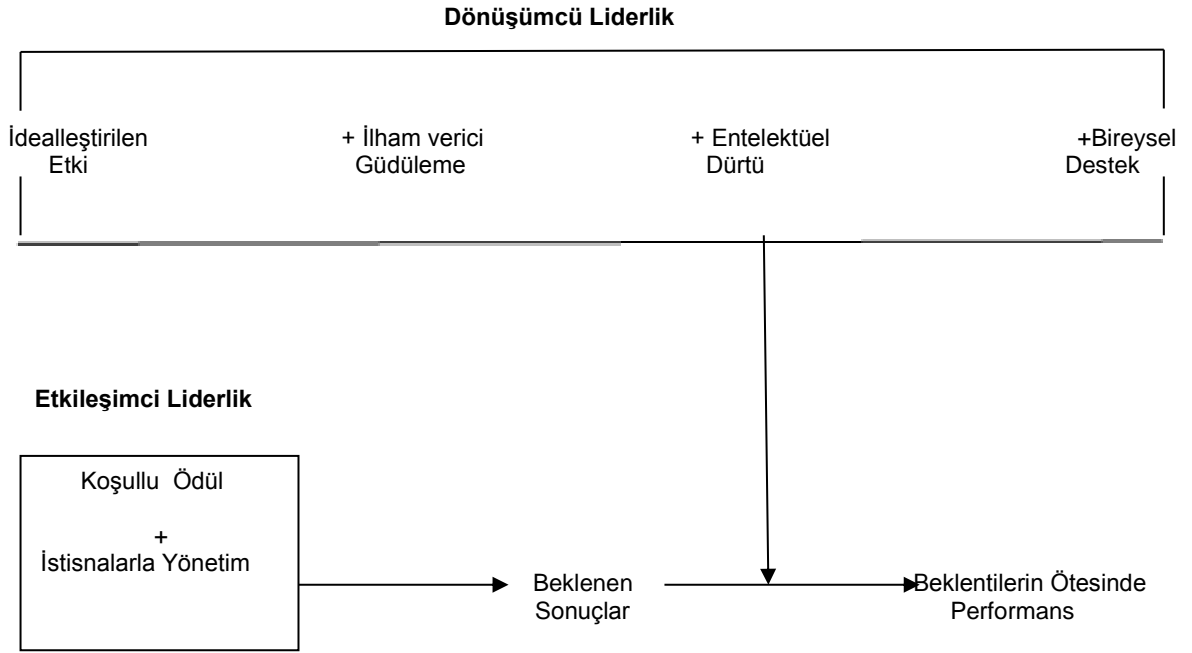 Dönüşümcü Liderlik
İdealleştirilen + İlham verici + Entelektüel +Bireysel
Etki Güdüleme Dürtü Destek
Etkileşimci Liderlik
Koşullu Ödül
+
İstisnalarla Yönetim
Beklenen Beklentilerin Ötesinde
Sonuçlar Performans